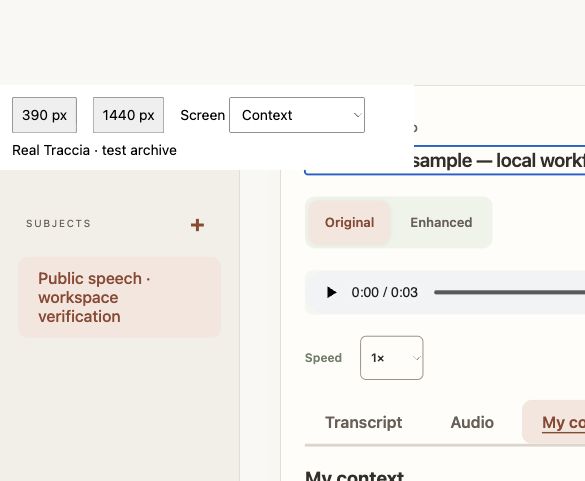 390 px 1440 px Screen Context
Real Traccia · test archive
sample — local workf
SUBJECTS +
Original Enhanced
Public speech ·
workspace
verification
0:00 / 0:03
Speed 1×
Transcript Audio My co
My context